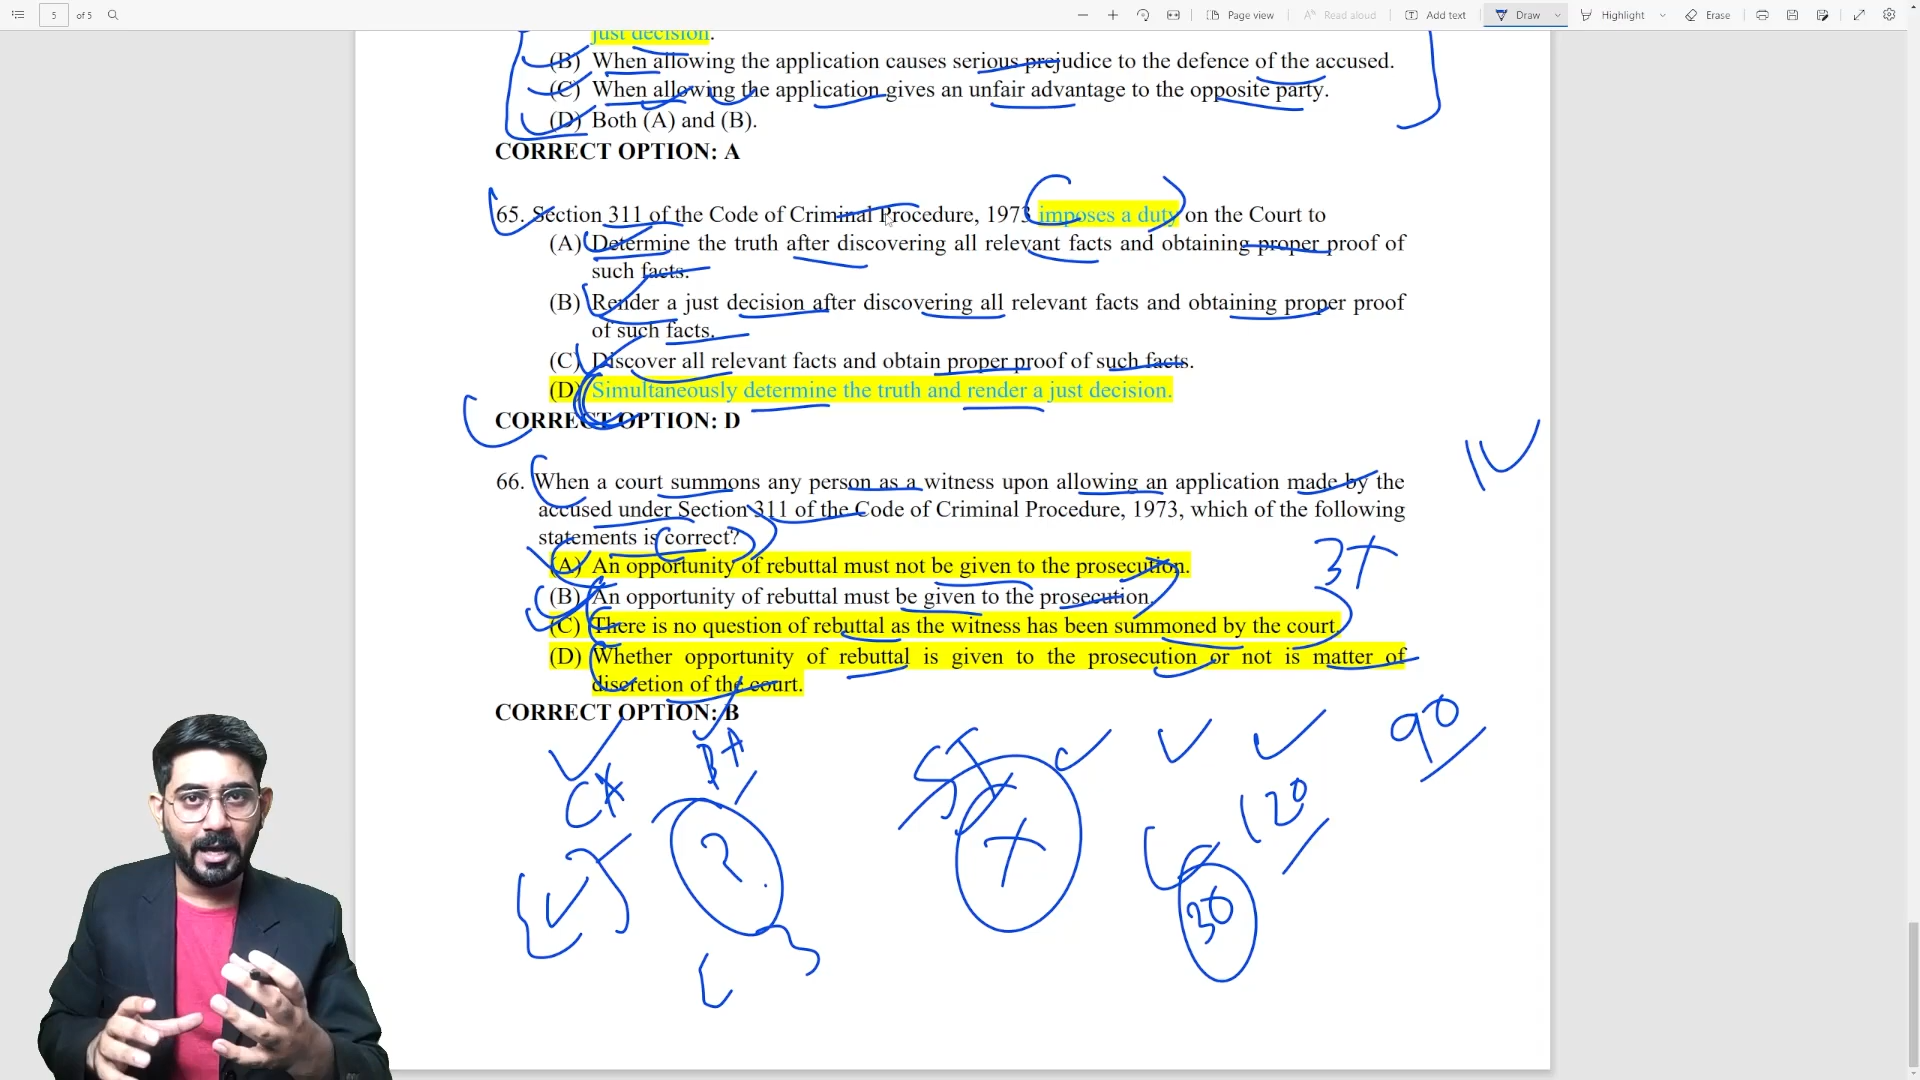 5 of 5 Page view Read aloud Add text Draw Highlight Erase
just decision.
(B) When allowing the application causes serious prejudice to the defence of the accused.
(C) When allowing the application gives an unfair advantage to the opposite party.
(D) Both (A) and (B).
CORRECT OPTION: A
65. Section 311 of the Code of Criminal Procedure, 1973 imposes a duty on the Court to
(A) Determine the truth after discovering all relevant facts and obtaining proper proof of
such facts.
(B) Render a just decision after discovering all relevant facts and obtaining proper proof
of such facts.
(C) Discover all relevant facts and obtain proper proof of such facts.
(D) Simultaneously determine the truth and render a just decision.
CORRECT OPTION: D
66. When a court summons any person as a witness upon allowing an application made by the
accused under Section 311 of the Code of Criminal Procedure, 1973, which of the following
statements is correct?
(A) An opportunity of rebuttal must not be given to the prosecution.
(B) An opportunity of rebuttal must be given to the prosecution.
(C) There is no question of rebuttal as the witness has been summoned by the court.
(D) Whether opportunity of rebuttal is given to the prosecution or not is matter of
discretion of the court.
CORRECT OPTION: B
90
120
?
30